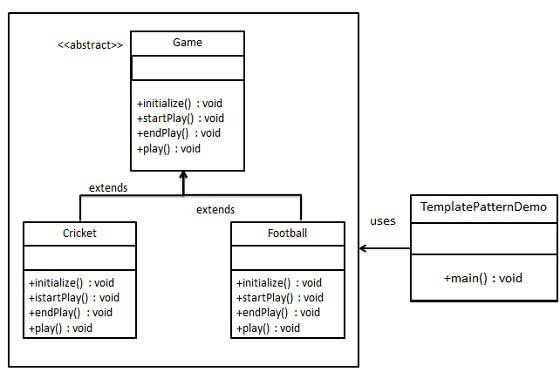 <<abstract>>
Game
+initialize() : void
+startPlay() : void
+endPlay() : void
+play() : void
extends
extends
Cricket
+initialize() : void
+istartPlay() : void
+endPlay() : void
+play() : void
Football
+initialize() : void
+startPlay() : void
+endPlay() : void
+play() : void
uses
TemplatePatternDemo
+main() : void